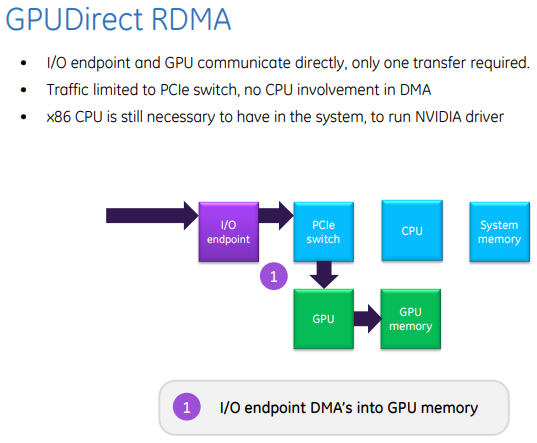 GPUDirect RDMA
• I/O endpoint and GPU communicate directly, only one transfer required.
• Traffic limited to PCIe switch, no CPU involvement in DMA
• x86 CPU is still necessary to have in the system, to run NVIDIA driver
I/O
endpoint
PCIe
switch
CPU
System
memory
1
GPU
GPU
memory
1 I/O endpoint DMA's into GPU memory